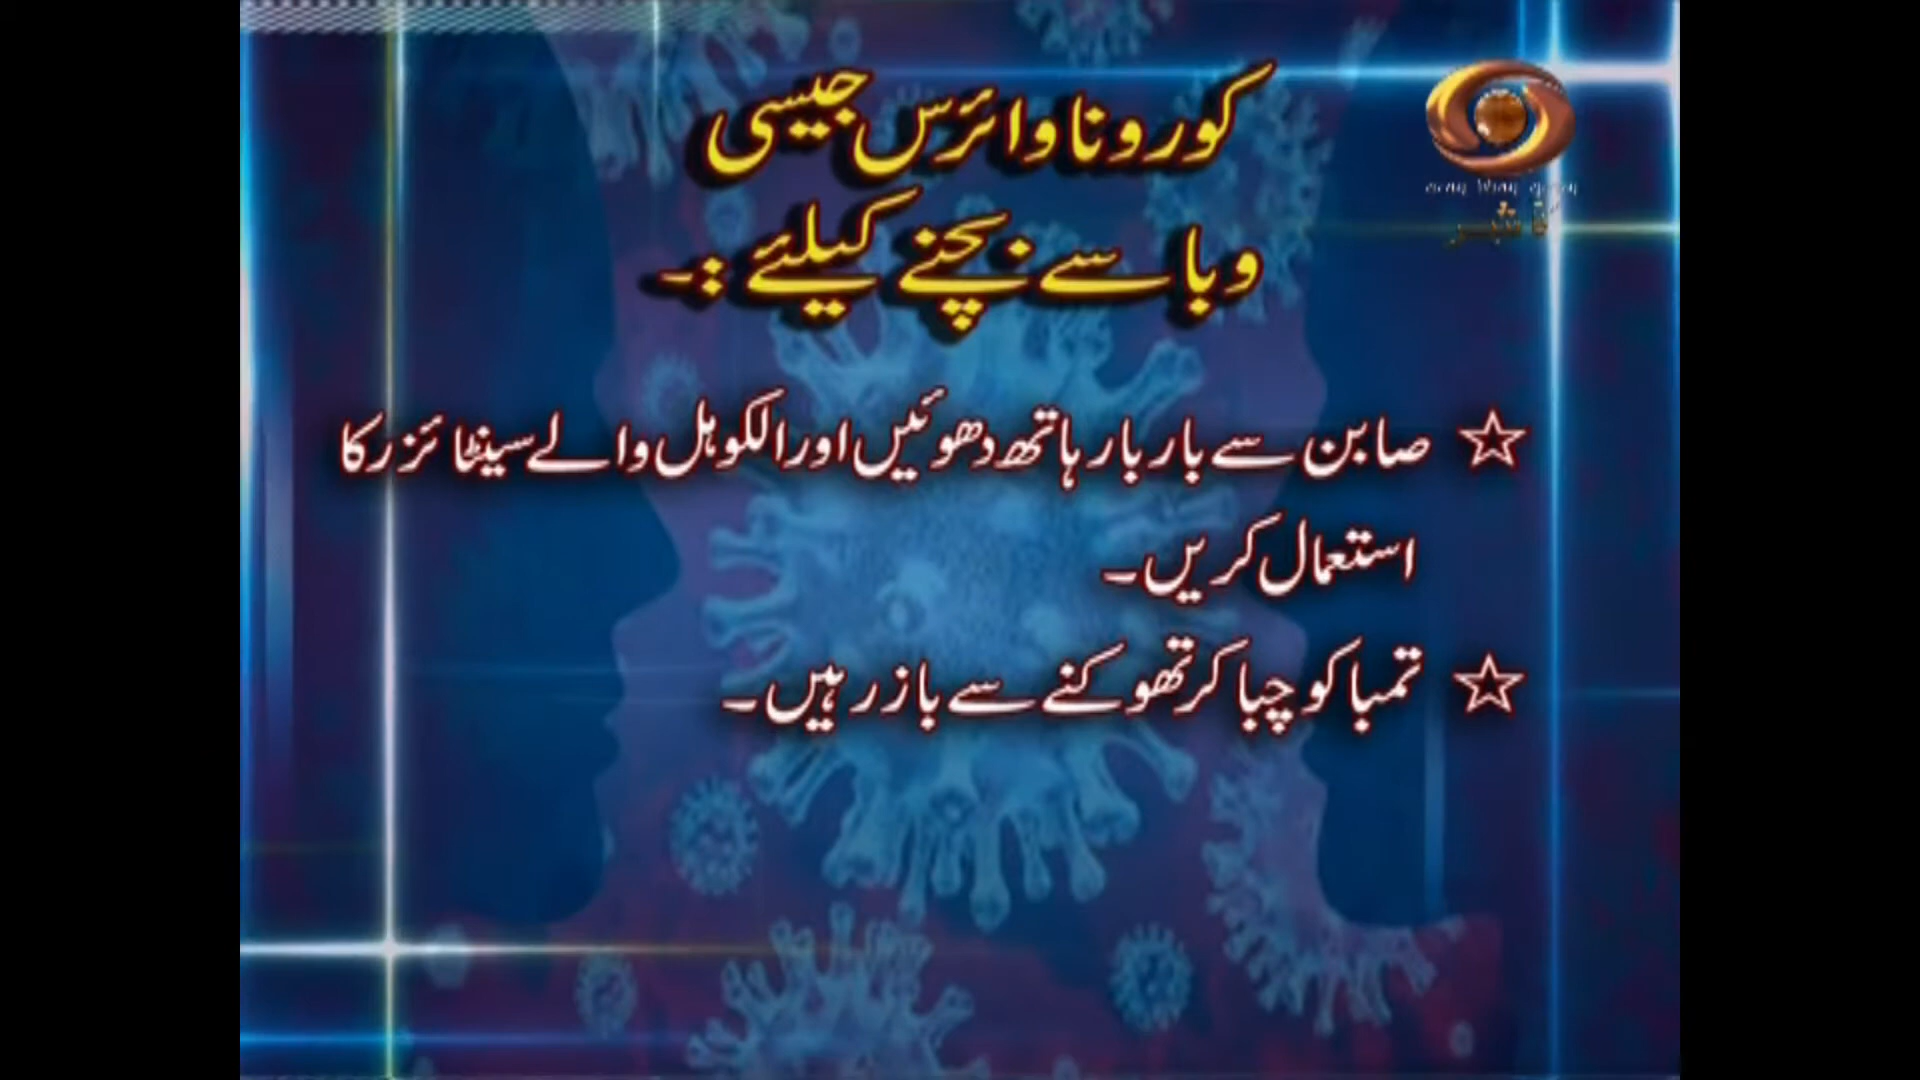 کورونا وائرس جیسی
وبا سے بچنے کیلئے :۔
☆ صابن سے بار بار ہاتھ دھوئیں اور الکوہل والے سینٹائزر کا
استعمال کریں۔
☆ تمباکو چبا کر تھوکنے سے باز رہیں۔